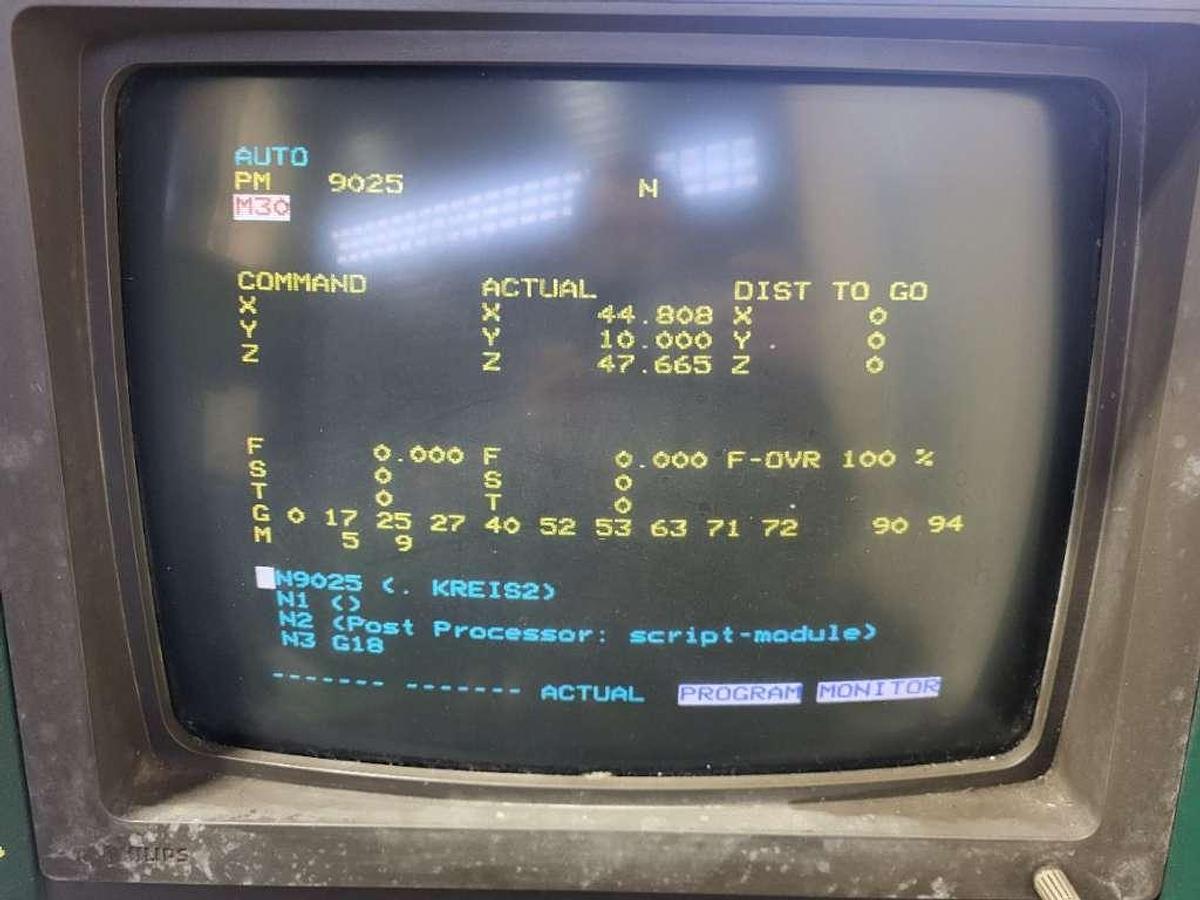 AUTO
PM 9025 N
M30
COMMAND ACTUAL DIST TO GO
X X 44.808 X 0
Y Y 10.000 Y 0
Z Z 47.665 Z 0
F 0.000 F 0.000 F-OVR 100 %
S 0 S 0
T 0 T 0
G 0 17 25 27 40 52 53 63 71 72 90 94
M 5 9
N9025 (. KREIS2)
N1 ()
N2 (Post Processor: script-module)
N3 G18
------- ------- ACTUAL PROGRAM MONITOR